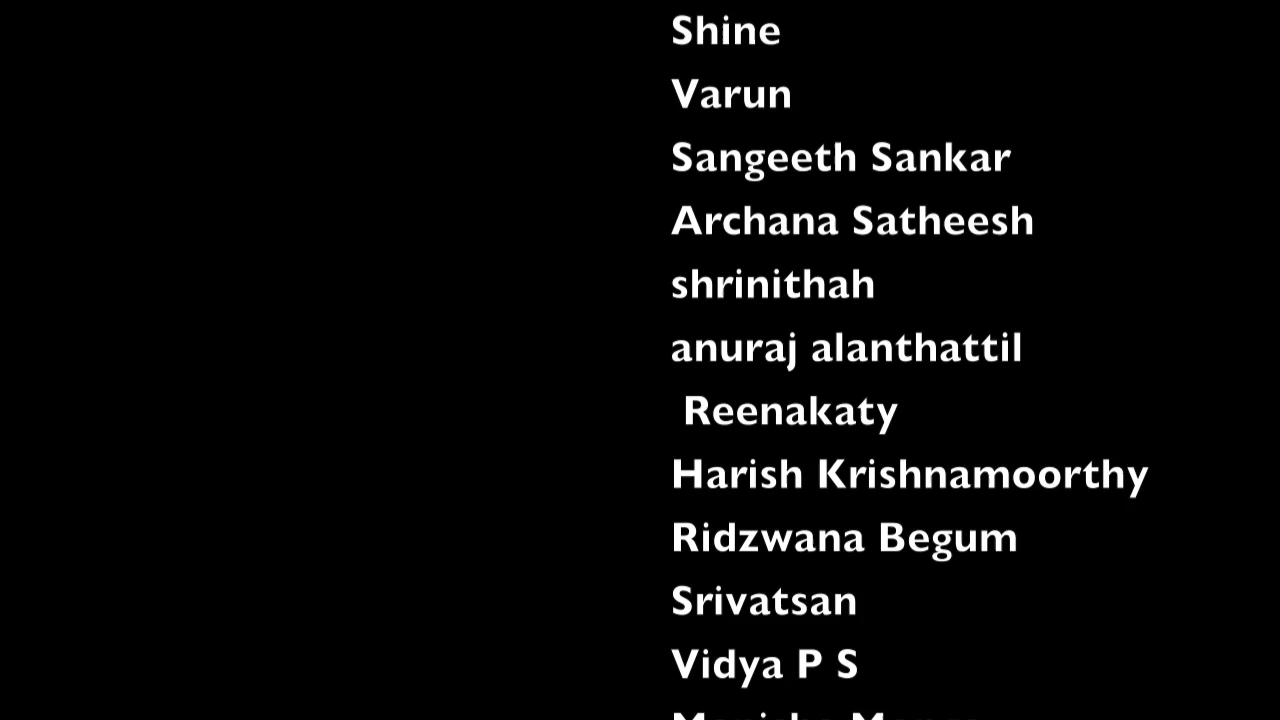 Shine
Varun
Sangeeth Sankar
Archana Satheesh
shrinithah
anuraj alanthattil
Reenakaty
Harish Krishnamoorthy
Ridzwana Begum
Srivatsan
Vidya P S